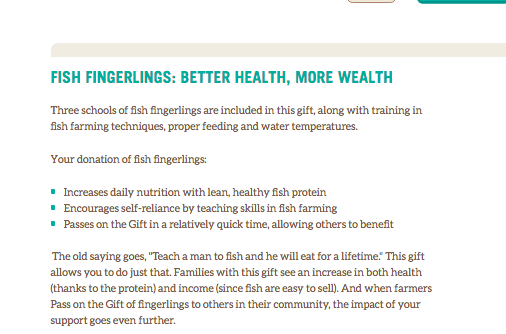 FISH FINGERLINGS: BETTER HEALTH, MORE WEALTH
Three schools of fish fingerlings are included in this gift, along with training in
fish farming techniques, proper feeding and water temperatures.
Your donation of fish fingerlings:
Increases daily nutrition with lean, healthy fish protein
Encourages self-reliance by teaching skills in fish farming
Passes on the Gift in a relatively quick time, allowing others to benefit
The old saying goes, "Teach a man to fish and he will eat for a lifetime." This gift
allows you to do just that. Families with this gift see an increase in both health
(thanks to the protein) and income (since fish are easy to sell). And when farmers
Pass on the Gift of fingerlings to others in their community, the impact of your
support goes even further.